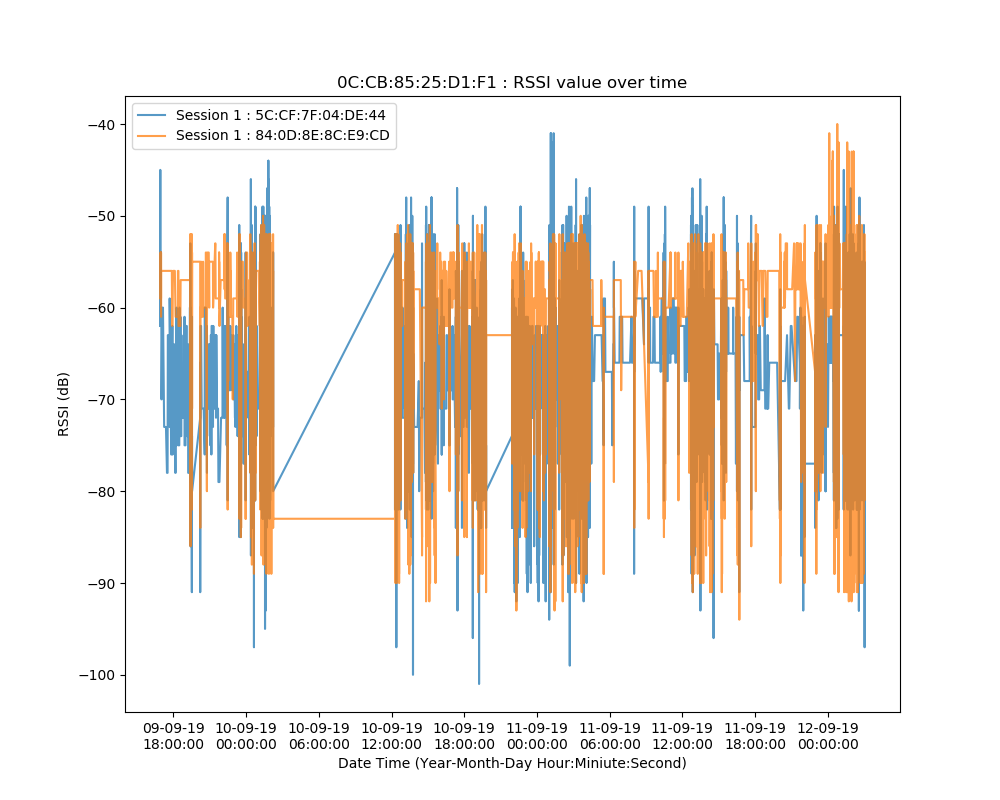 0C:CB:85:25:D1:F1 : RSSI value over time
Session 1 : 5C:CF:7F:04:DE:44
Session 1 : 84:0D:8E:8C:E9:CD
RSSI (dB)
−40
−50
−60
−70
−80
−90
−100
09-09-19 10-09-19 10-09-19 10-09-19 10-09-19 11-09-19 11-09-19 11-09-19 11-09-19 12-09-19
18:00:00 00:00:00 06:00:00 12:00:00 18:00:00 00:00:00 06:00:00 12:00:00 18:00:00 00:00:00
Date Time (Year-Month-Day Hour:Miniute:Second)